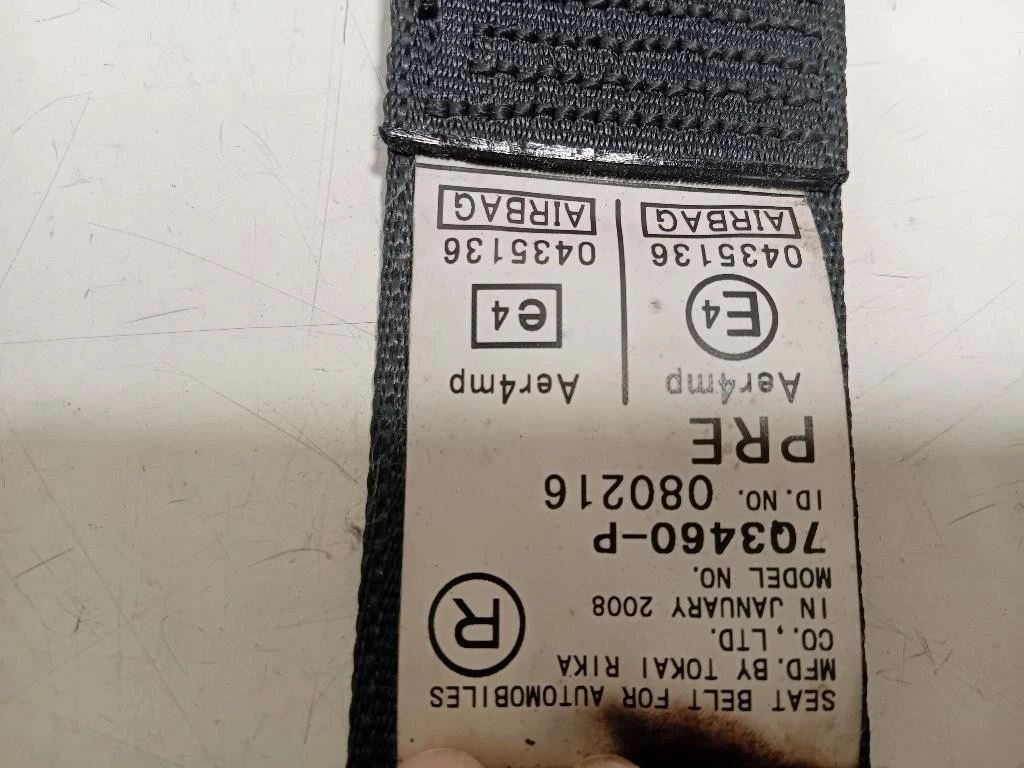 SEAT BELT FOR AUTOMOBILES
MFD. BY TOKAI RIKA
CO., LTD.
IN JANUARY 2008
R
MODEL NO.
7Q3460-P
ID. NO. 080216
PRE
Aer4mp Aer4mp
E4 e4
0435136 0435136
AIRBAG AIRBAG